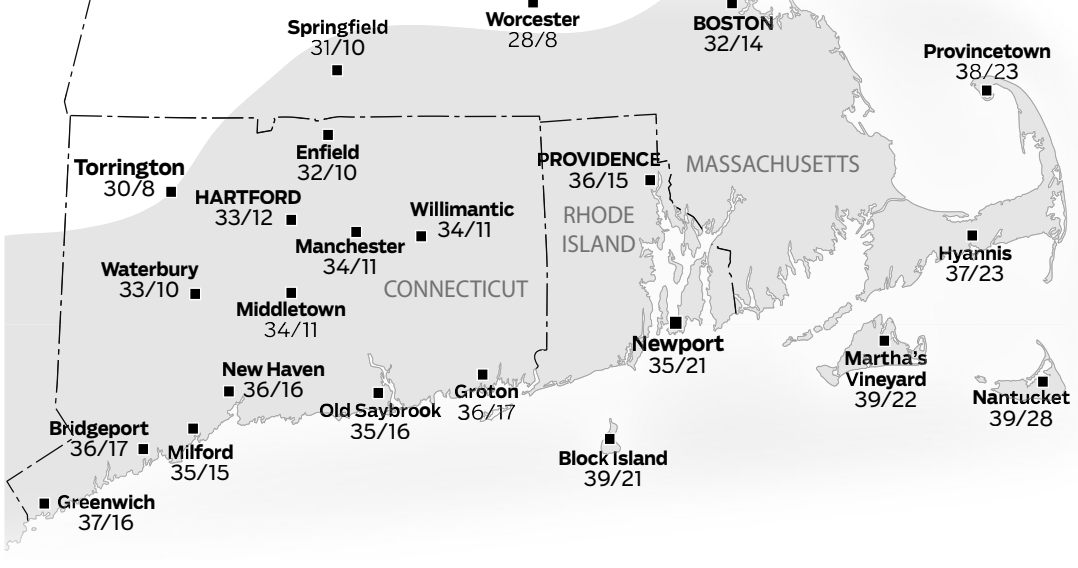 Springfield
31/10
Worcester
28/8
BOSTON
32/14
Provincetown
38/23
Torrington
30/8
Enfield
32/10
PROVIDENCE
36/15
MASSACHUSETTS
HARTFORD
33/12
Willimantic
34/11
RHODE
ISLAND
Manchester
34/11
Hyannis
37/23
Waterbury
33/10
CONNECTICUT
Middletown
34/11
Newport
35/21
Martha's
Vineyard
39/22
New Haven
36/16
Old Saybrook
35/16
Groton
36/17
Nantucket
39/28
Bridgeport
36/17
Milford
35/15
Block Island
39/21
Greenwich
37/16